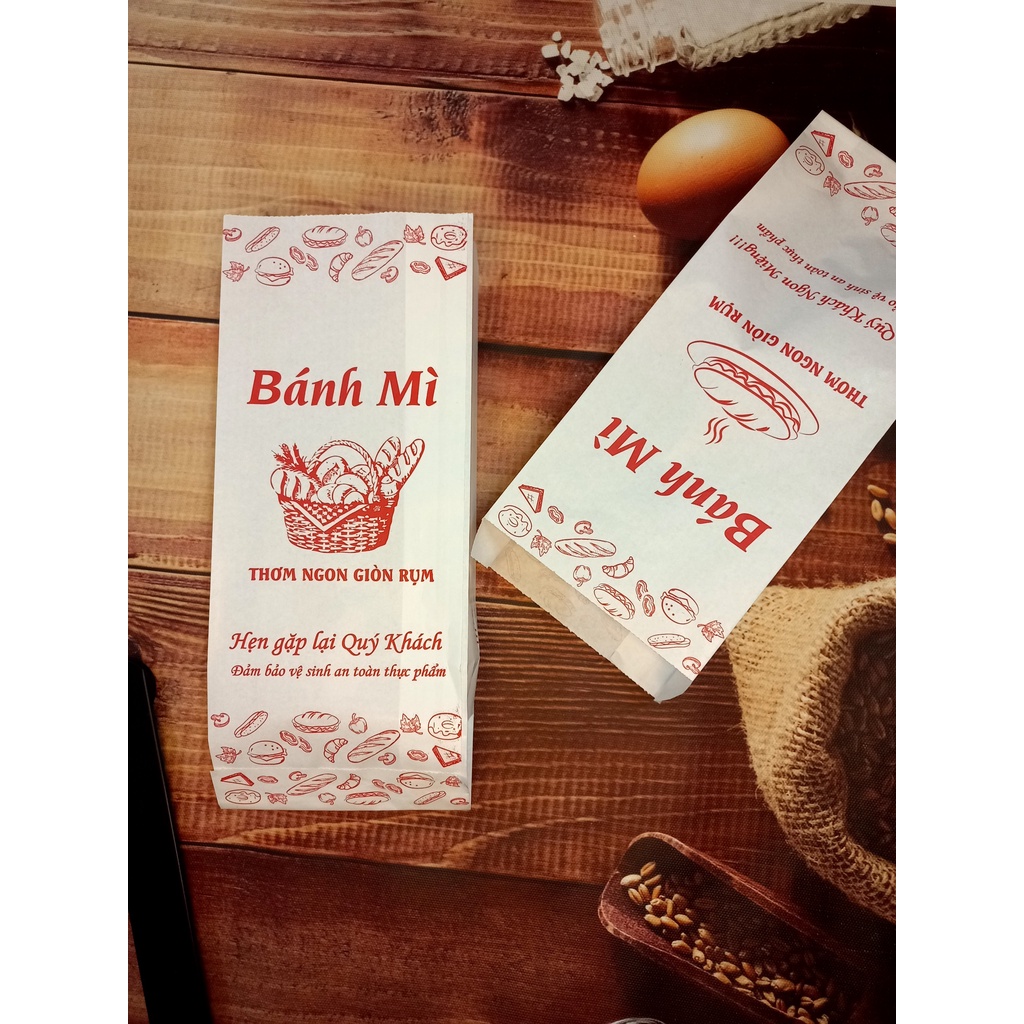 Bánh Mì
THƠM NGON GIÒN RỤM
Hẹn gặp lại Quý Khách
Đảm bảo vệ sinh an toàn thực phẩm
Bánh Mì
THƠM NGON GIÒN RỤM
Quý Khách Ngon Miệng!!!
bảo vệ sinh an toàn thực phẩm